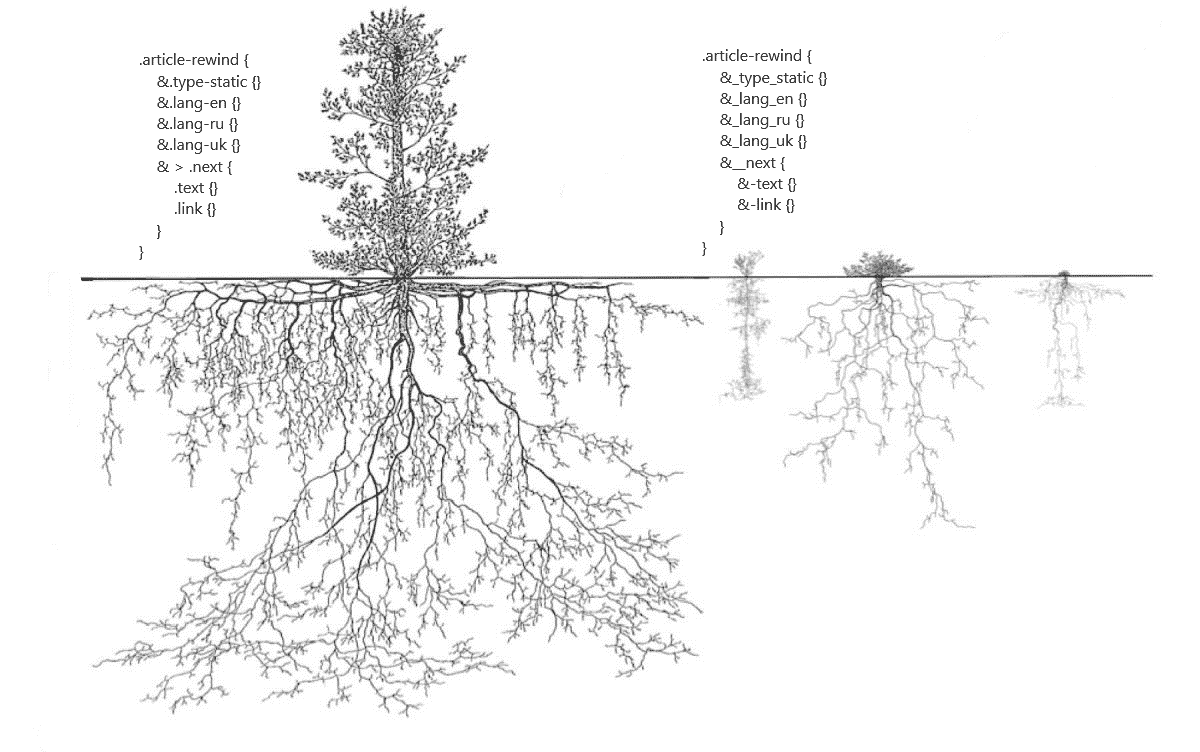 .article-rewind {
&.type-static {}
&.lang-en {}
&.lang-ru {}
&.lang-uk {}
& > .next {
.text {}
.link {}
}
}
.article-rewind {
&_type_static {}
&_lang_en {}
&_lang_ru {}
&_lang_uk {}
&__next {
&-text {}
&-link {}
}
}